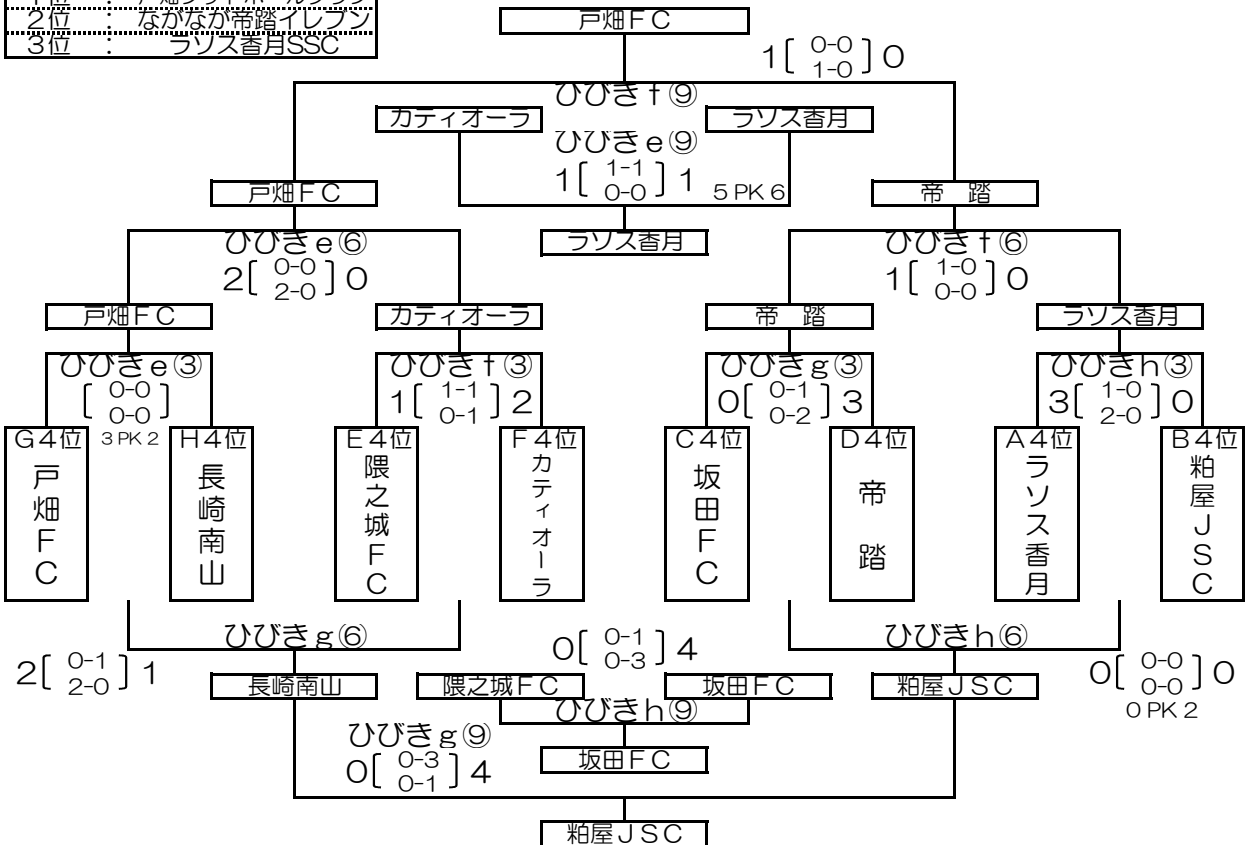 2位 : ながなが帝踏イレブン
3位 : ラソス香月SSC
戸畑FC
1[ 0-0 ]0
1-0
ひびきf⑨
カティオーラ ラソス香月
ひびきe⑨
1[ 1-1 ]1
0-0
5 PK 6
戸畑FC 帝 踏
ラソス香月
ひびきe⑥ ひびきf⑥
2[ 0-0 ]0 1[ 1-0 ]0
2-0 0-0
戸畑FC カティオーラ 帝 踏 ラソス香月
ひびきe③ ひびきf③ ひびきg③ ひびきh③
[ 0-0 ] 1[ 1-1 ]2 0[ 0-1 ]3 3[ 1-0 ]0
0-0 0-1 0-2 2-0
3 PK 2
G4位 H4位 E4位 F4位 C4位 D4位 A4位 B4位
戸畑FC
長崎南山
隈之城FC
カティオーラ
坂田FC
帝踏
ラソス香月
粕屋JSC
ひびきg⑥ ひびきh⑥
2[ 0-1 ]1 0[ 0-1 ]4 0[ 0-0 ]0
2-0 0-3 0-0
0 PK 2
長崎南山 隈之城FC 坂田FC 粕屋JSC
ひびきh⑨
ひびきg⑨
0[ 0-3 ]4
0-1
坂田FC
粕屋JSC